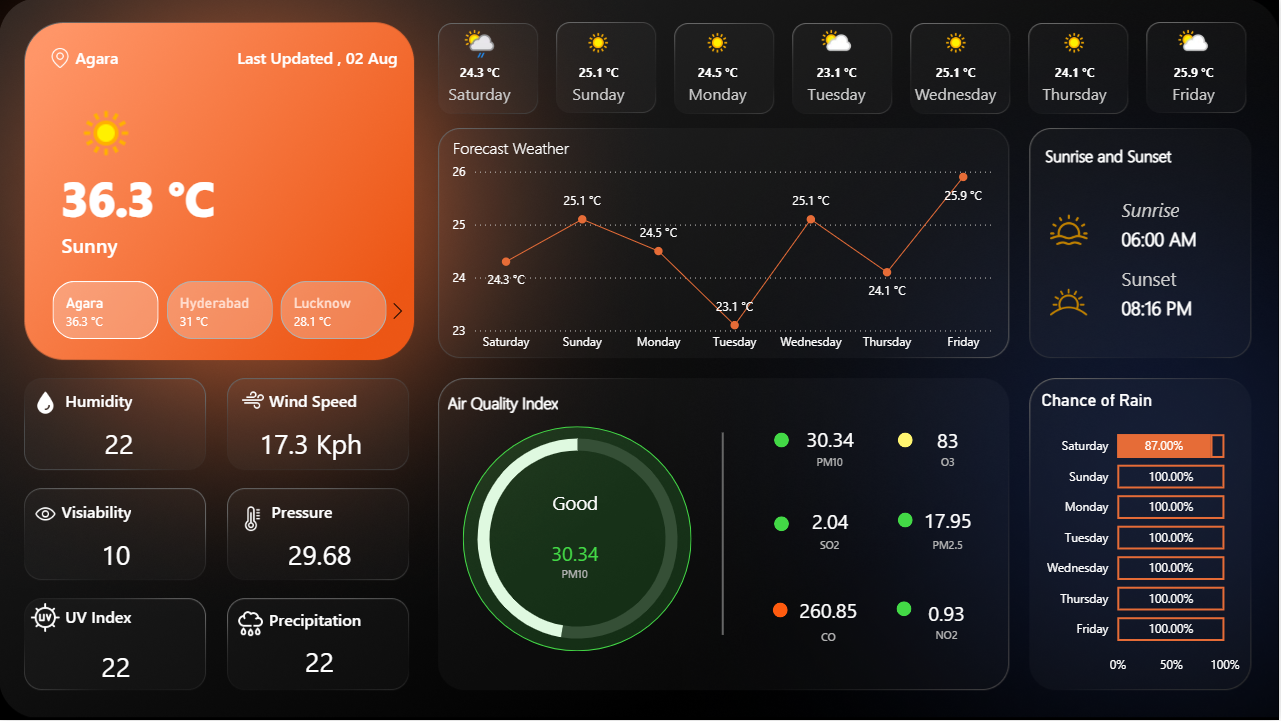 Agara
Last Updated , 02 Aug
36.3 °C
Sunny
Agara
36.3 °C
Hyderabad
31 °C
Lucknow
28.1 °C
24.3 °C
Saturday
25.1 °C
Sunday
24.5 °C
Monday
23.1 °C
Tuesday
25.1 °C
Wednesday
24.1 °C
Thursday
25.9 °C
Friday
Forecast Weather
26
25
24
23
24.3 °C
25.1 °C
24.5 °C
23.1 °C
25.1 °C
24.1 °C
25.9 °C
Saturday Sunday Monday Tuesday Wednesday Thursday Friday
Sunrise and Sunset
Sunrise
06:00 AM
Sunset
08:16 PM
Humidity
22
Wind Speed
17.3 Kph
Visiability
10
Pressure
29.68
UV
UV Index
22
Precipitation
22
Air Quality Index
Good
30.34
PM10
30.34
PM10
83
O3
2.04
SO2
17.95
PM2.5
260.85
CO
0.93
NO2
Chance of Rain
Saturday 87.00%
Sunday 100.00%
Monday 100.00%
Tuesday 100.00%
Wednesday 100.00%
Thursday 100.00%
Friday 100.00%
0% 50% 100%